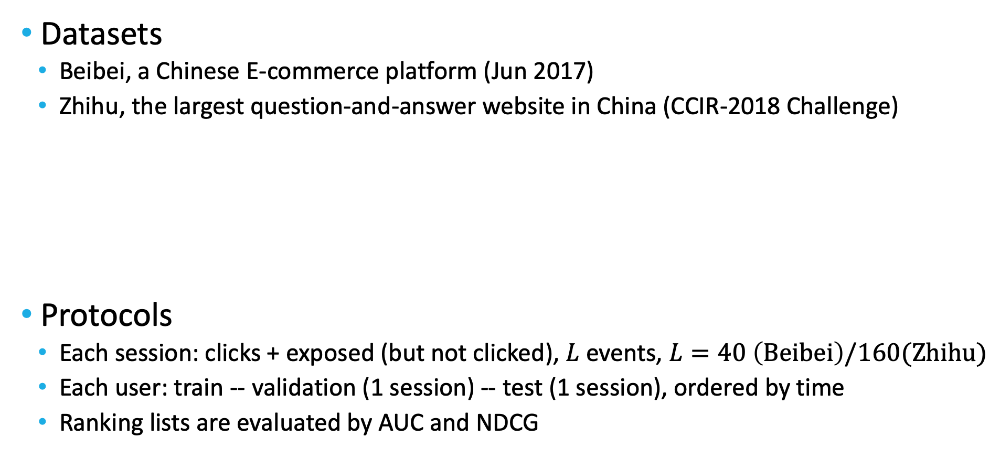 • Datasets
• Beibei, a Chinese E-commerce platform (Jun 2017)
• Zhihu, the largest question-and-answer website in China (CCIR-2018 Challenge)
• Protocols
• Each session: clicks + exposed (but not clicked), L events, L = 40 (Beibei)/160(Zhihu)
• Each user: train -- validation (1 session) -- test (1 session), ordered by time
• Ranking lists are evaluated by AUC and NDCG